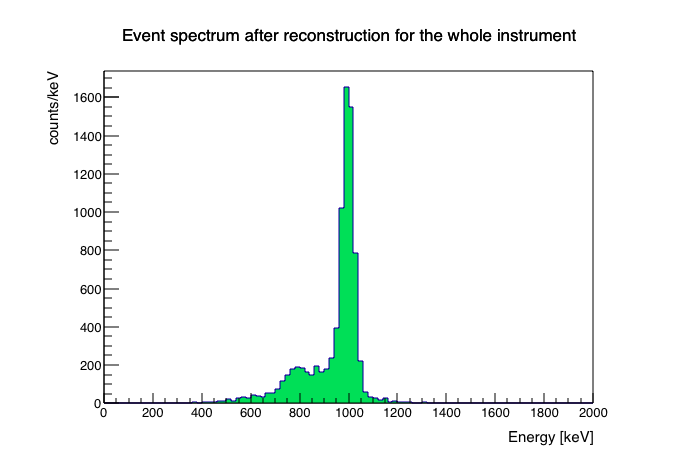 Event spectrum after reconstruction for the whole instrument
counts/keV
1600
1400
1200
1000
800
600
400
200
0
0 200 400 600 800 1000 1200 1400 1600 1800 2000
Energy [keV]